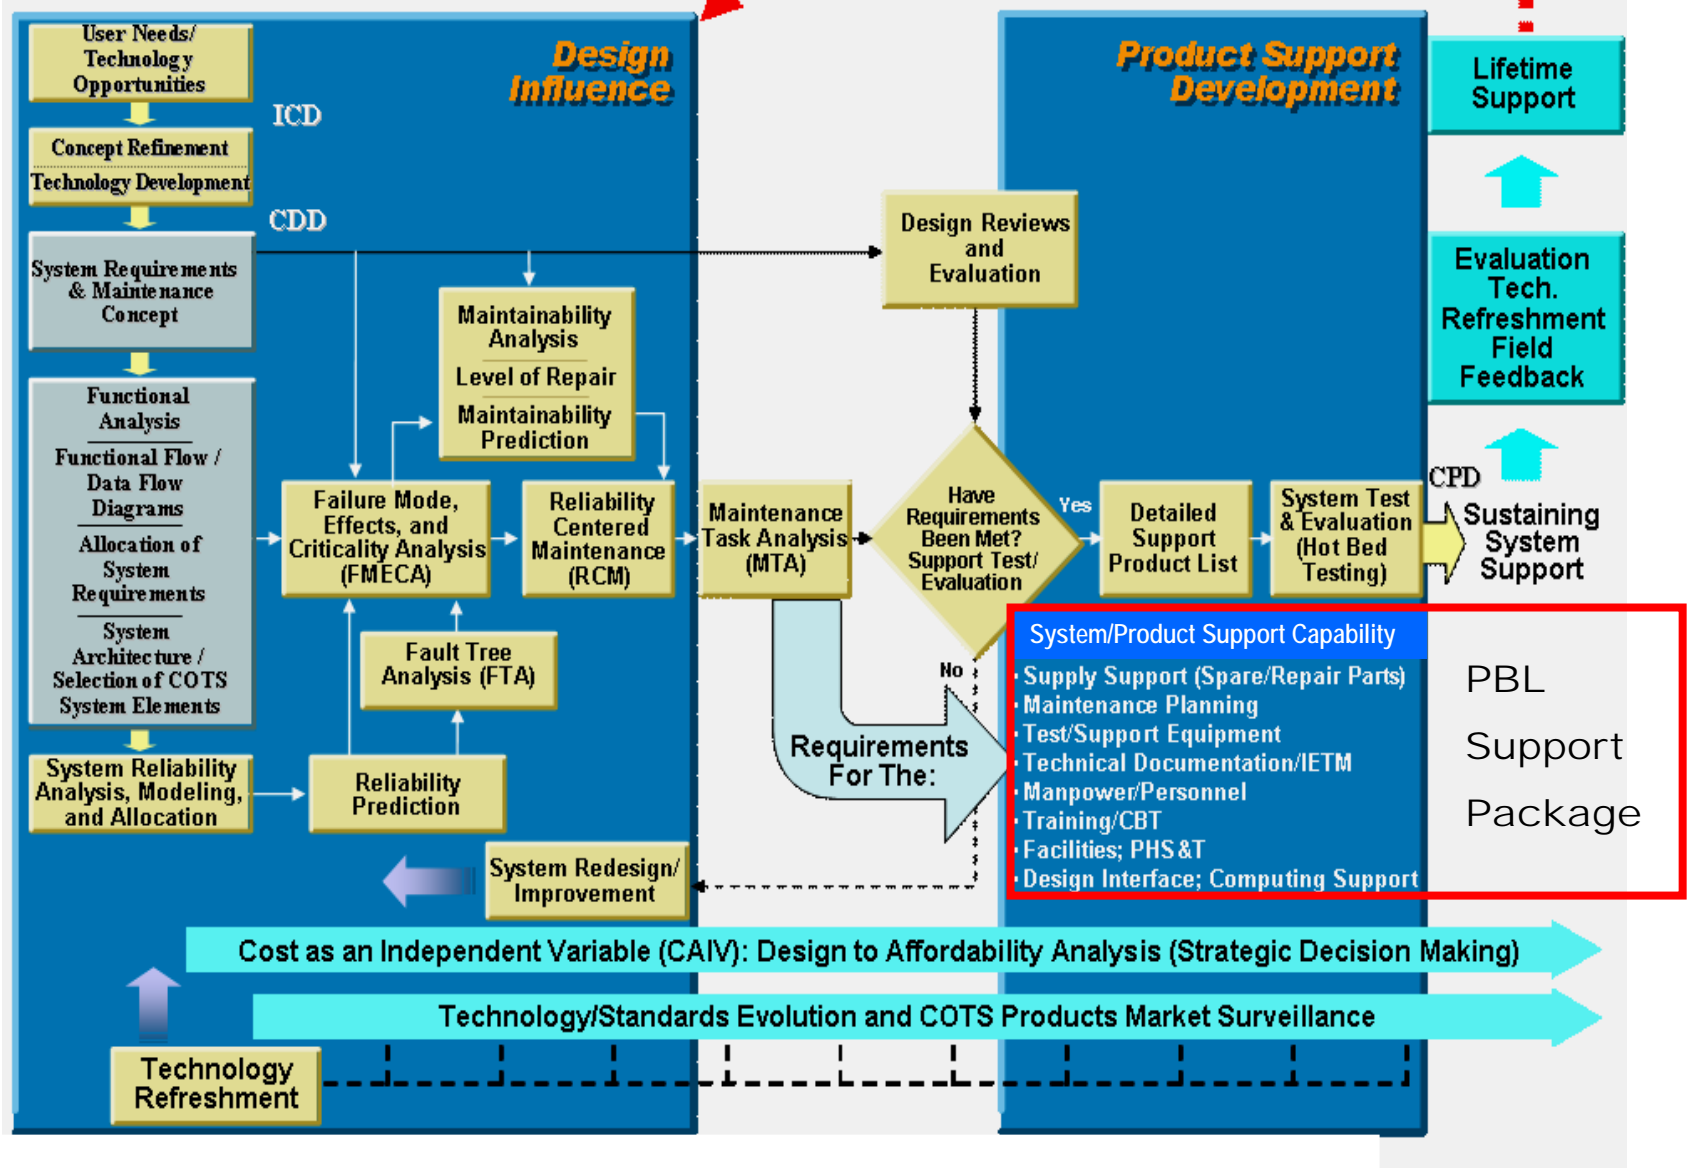 User Needs/
Technology
Opportunities
ICD
Concept Refinement
Technology Development
CDD
System Requirements
& Maintenance
Concept
Functional
Analysis
Functional Flow /
Data Flow
Diagrams
Allocation of
System
Requirements
System
Architecture /
Selection of COTS
System Elements
System Reliability
Analysis, Modeling,
and Allocation
Design
Influence
Maintainability
Analysis
Level of Repair
Maintainability
Prediction
Failure Mode,
Effects, and
Criticality Analysis
(FMECA)
Reliability
Centered
Maintenance
(RCM)
Fault Tree
Analysis (FTA)
Reliability
Prediction
System Redesign/
Improvement
Maintenance
Task Analysis
(MTA)
Design Reviews
and
Evaluation
Have
Requirements
Been Met?
Support Test/
Evaluation
Yes
No
Requirements
For The:
Product Support
Development
Detailed
Support
Product List
System Test
& Evaluation
(Hot Bed
Testing)
CPD
Sustaining
System
Support
Evaluation
Tech.
Refreshment
Field
Feedback
Lifetime
Support
System/Product Support Capability
· Supply Support (Spare/Repair Parts)
· Maintenance Planning
· Test/Support Equipment
· Technical Documentation/IETM
· Manpower/Personnel
· Training/CBT
· Facilities; PHS&T
· Design Interface; Computing Support
PBL
Support
Package
Cost as an Independent Variable (CAIV): Design to Affordability Analysis (Strategic Decision Making)
Technology/Standards Evolution and COTS Products Market Surveillance
Technology
Refreshment